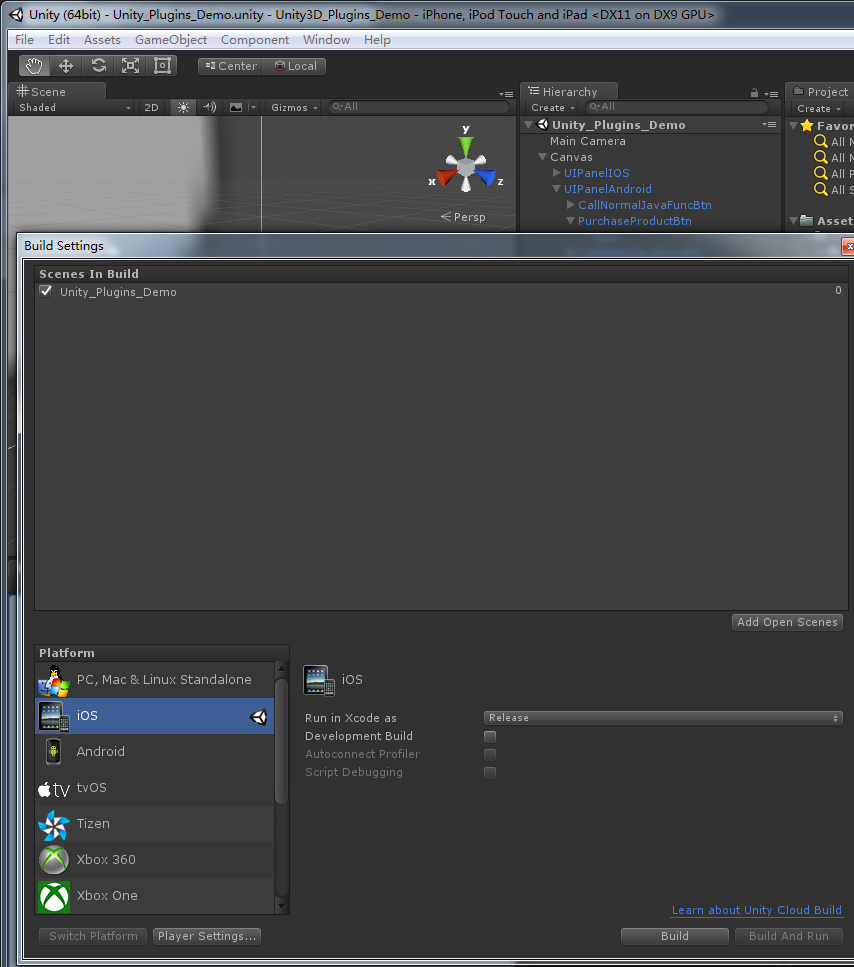 Unity (64bit) - Unity_Plugins_Demo.unity - Unity3D_Plugins_Demo - iPhone, iPod Touch and iPad <DX11 on DX9 GPU>
File Edit Assets GameObject Component Window Help
Center Local
Scene
Shaded 2D Gizmos All
y
x z
Persp
Hierarchy
Create All
Unity_Plugins_Demo
Main Camera
Canvas
UIPanelIOS
UIPanelAndroid
CallNormalJavaFuncBtn
PurchaseProductBtn
Project
Create
Favor
All
All
All
All
Asset
Build Settings
Scenes In Build
Unity_Plugins_Demo 0
Add Open Scenes
Platform
PC, Mac & Linux Standalone
iOS
Android
tv tvOS
Tizen
Xbox 360
Xbox One
iOS
Run in Xcode as Release
Development Build
Autoconnect Profiler
Script Debugging
Learn about Unity Cloud Build
Switch Platform Player Settings... Build Build And Run